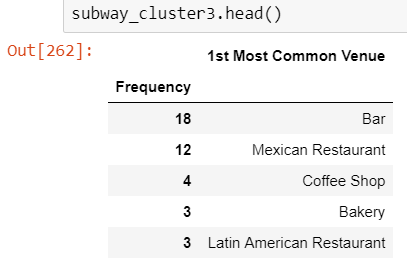 subway_cluster3.head()
Out[262]:
1st Most Common Venue
Frequency
18 Bar
12 Mexican Restaurant
4 Coffee Shop
3 Bakery
3 Latin American Restaurant